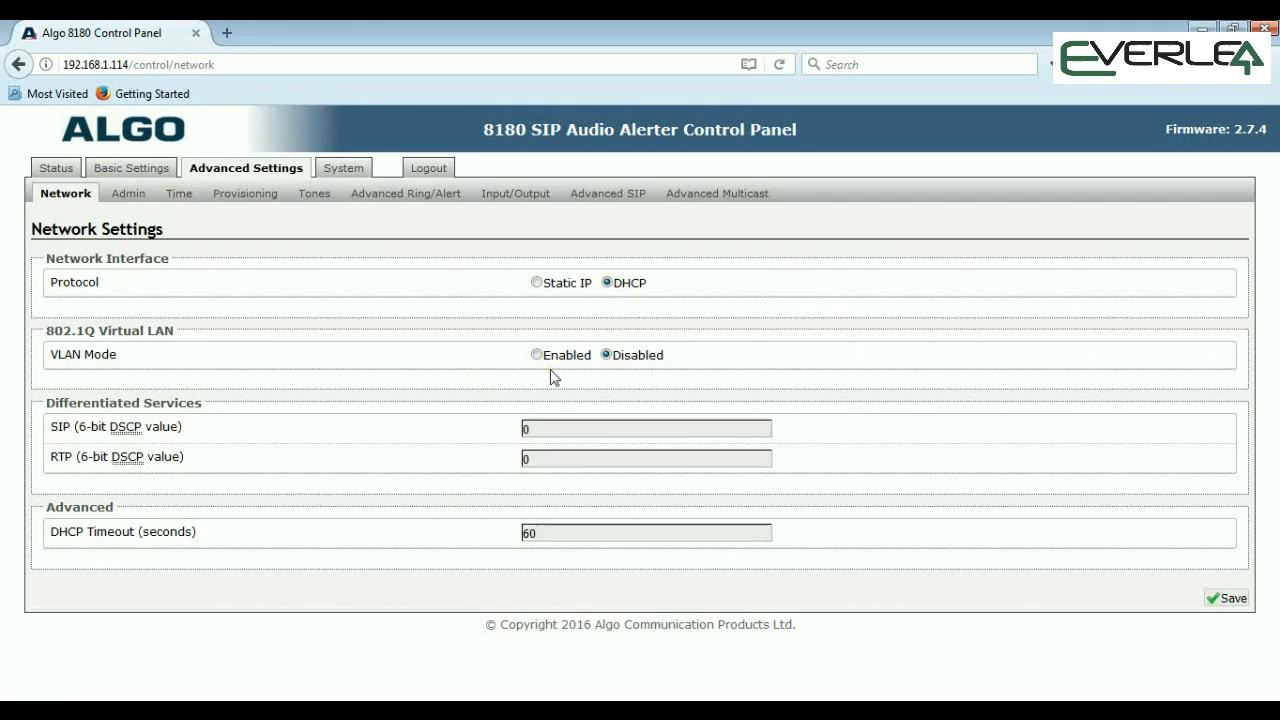 Algo 8180 Control Panel
192.168.1.114/control/network
Search
EVERLEA
Most Visited Getting Started
ALGO
8180 SIP Audio Alerter Control Panel
Firmware: 2.7.4
Status Basic Settings Advanced Settings System Logout
Network Admin Time Provisioning Tones Advanced Ring/Alert Input/Output Advanced SIP Advanced Multicast
Network Settings
Network Interface
Protocol Static IP DHCP
802.1Q Virtual LAN
VLAN Mode Enabled Disabled
Differentiated Services
SIP (6-bit DSCP value) 0
RTP (6-bit DSCP value) 0
Advanced
DHCP Timeout (seconds) 60
Save
© Copyright 2016 Algo Communication Products Ltd.